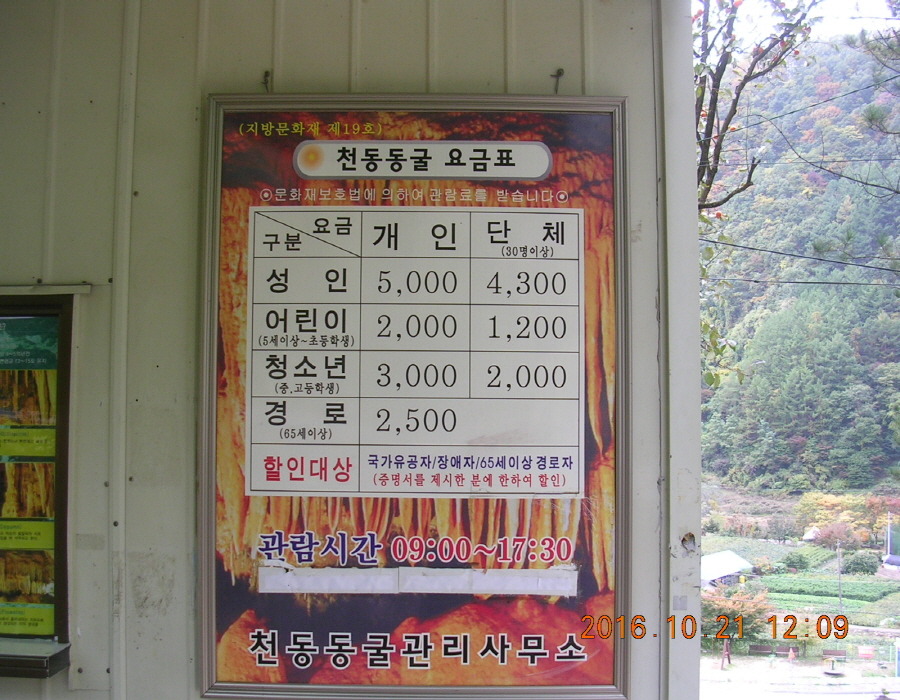 (지방문화재 제19호)
천동동굴 요금표
◉문화재보호법에 의하여 관람료를 받습니다◉
구분 요금 개 인 단 체
(30명이상)
성 인 5,000 4,300
어린이 2,000 1,200
(5세이상~초등학생)
청소년 3,000 2,000
(중.고등학생)
경 로 2,500
(65세이상)
할인대상 국가유공자/장애자/65세이상 경로자
(증명서를 제시한 분에 한하여 할인)
관람시간 09:00~17:30
천동동굴관리사무소
2016.10.21 12:09